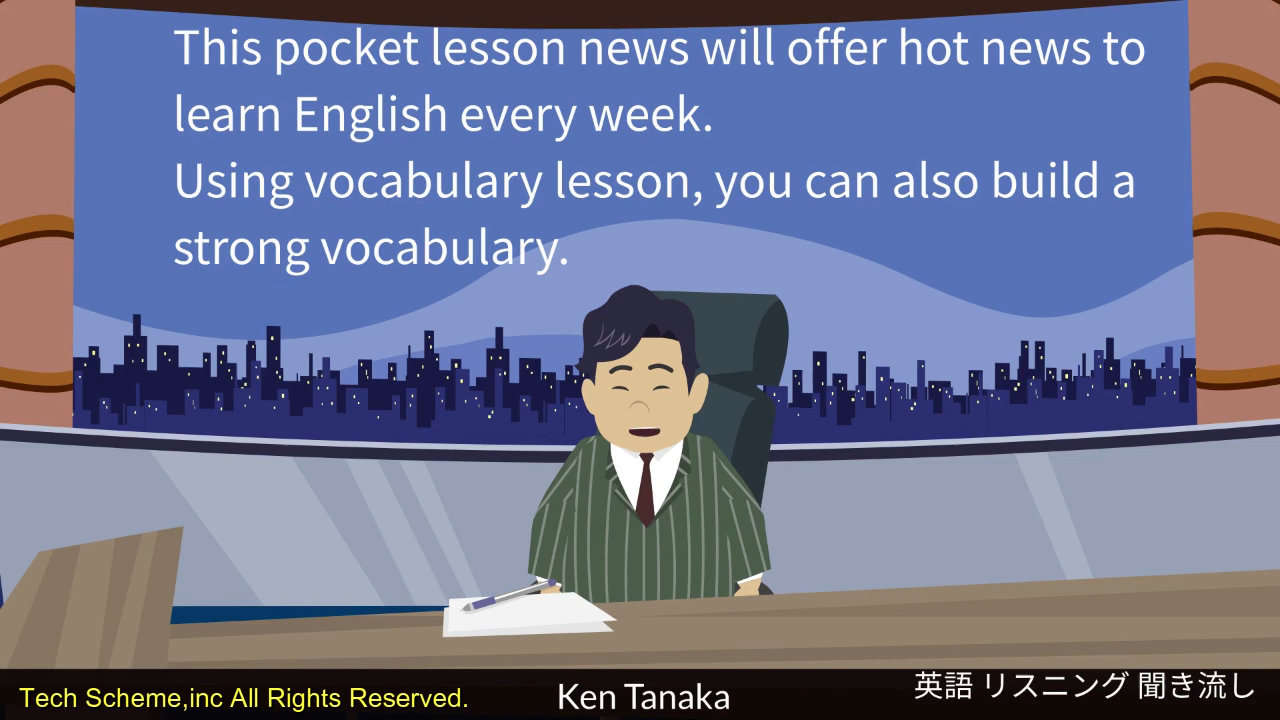 This pocket lesson news will offer hot news to
learn English every week.
Using vocabulary lesson, you can also build a
strong vocabulary.
Tech Scheme,inc All Rights Reserved.
Ken Tanaka
英語 リスニング 聞き流し